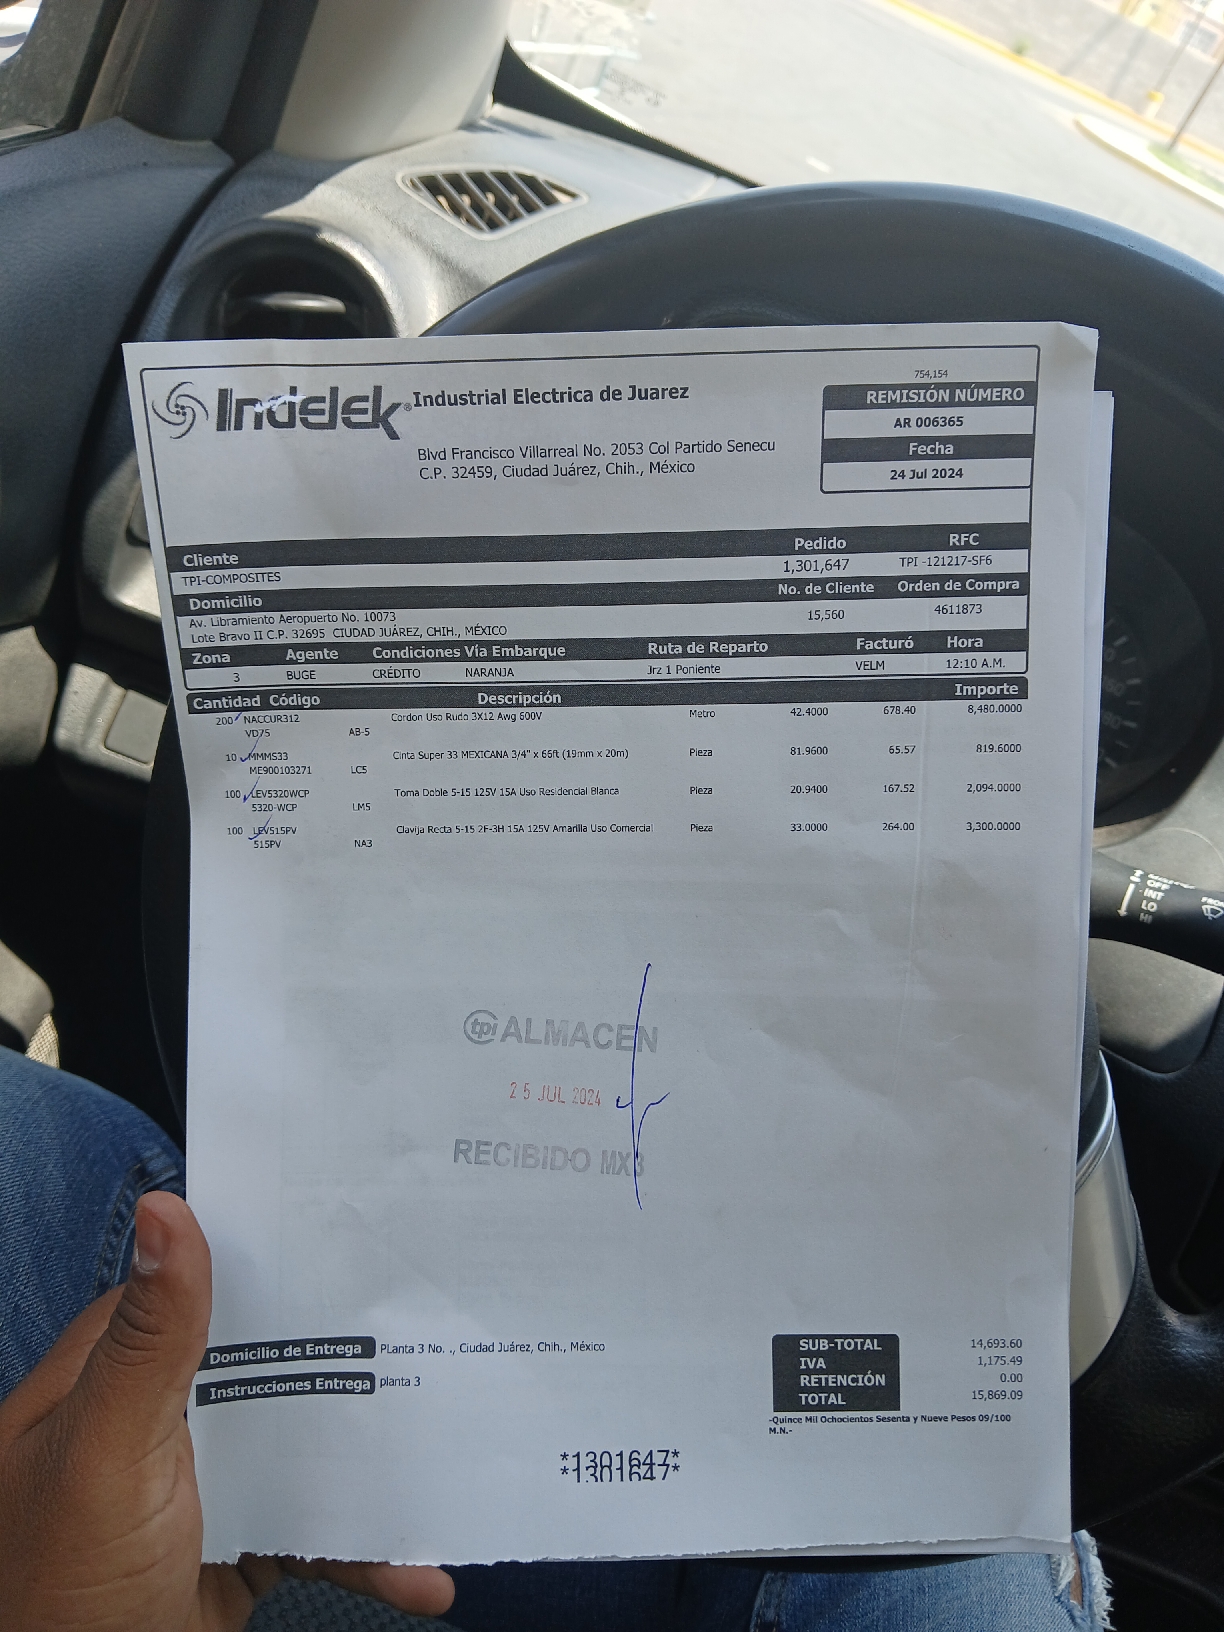 Indelek® Industrial Electrica de Juarez
Blvd Francisco Villarreal No. 2053 Col Partido Senecu
C.P. 32459, Ciudad Juárez, Chih., México
754,154
REMISIÓN NÚMERO
AR 006365
Fecha
24 Jul 2024
Cliente Pedido RFC
TPI-COMPOSITES 1,301,647 TPI -121217-SF6
Domicilio No. de Cliente Orden de Compra
Av. Libramiento Aeropuerto No. 10073 15,560 4611873
Lote Bravo II C.P. 32695 CIUDAD JUÁREZ, CHIH., MÉXICO
Zona Agente Condiciones Vía Embarque Ruta de Reparto Facturó Hora
3 BUGE CRÉDITO NARANJA Jrz 1 Poniente VELM 12:10 A.M.
Cantidad Código Descripción Importe
200 NACCUR312 Cordon Uso Rudo 3X12 Awg 600V Metro 42.4000 678.40 8,480.0000
VD75 AB-5
10 MMMS33 Cinta Super 33 MEXICANA 3/4" x 66ft (19mm x 20m) Pieza 81.9600 65.57 819.6000
ME900103271 LC5
100 LEV5320WCP Toma Doble 5-15 125V 15A Uso Residencial Blanca Pieza 20.9400 167.52 2,094.0000
5320-WCP LM5
100 LEV515PV Clavija Recta 5-15 2F-3H 15A 125V Amarilla Uso Comercial Pieza 33.0000 264.00 3,300.0000
515PV NA3
tpi ALMACEN
25 JUL 2024
RECIBIDO MX3
Domicilio de Entrega PLanta 3 No. ., Ciudad Juárez, Chih., México
Instrucciones Entrega planta 3
SUB-TOTAL 14,693.60
IVA 1,175.49
RETENCIÓN 0.00
TOTAL 15,869.09
-Quince Mil Ochocientos Sesenta y Nueve Pesos 09/100
M.N.-
*1301647*
*1301647*
OFF
INT
LO
HI